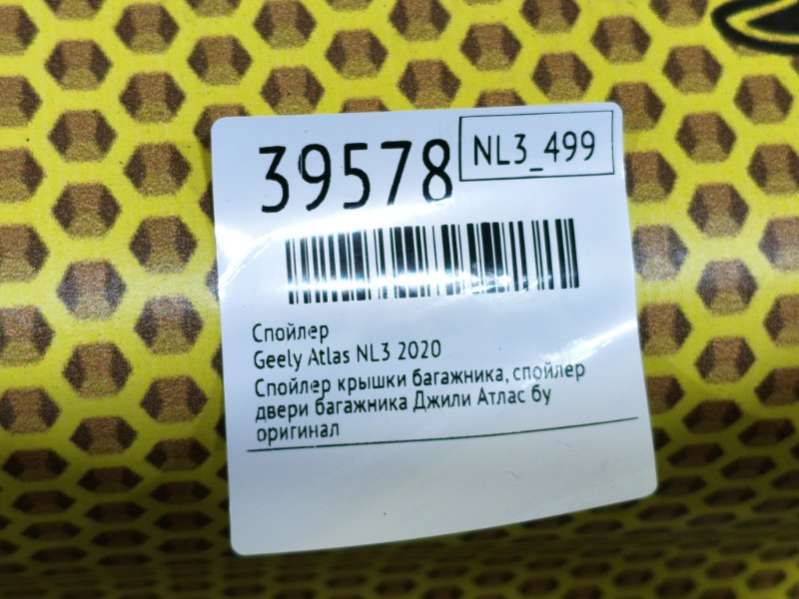 39578
NL3_499
Спойлер
Geely Atlas NL3 2020
Спойлер крышки багажника, спойлер
двери багажника Джили Атлас бу
оригинал